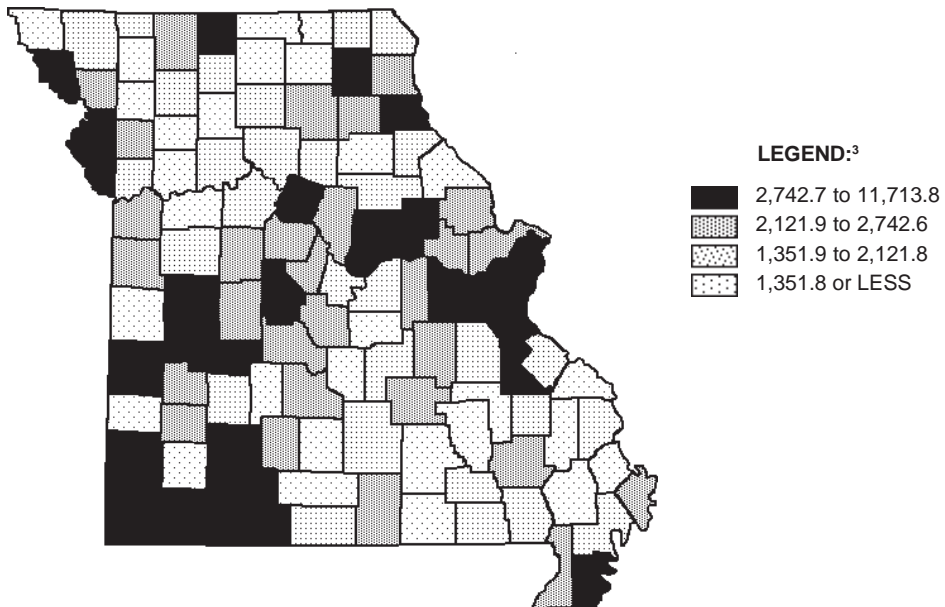 LEGEND:³
2,742.7 to 11,713.8
2,121.9 to 2,742.6
1,351.9 to 2,121.8
1,351.8 or LESS